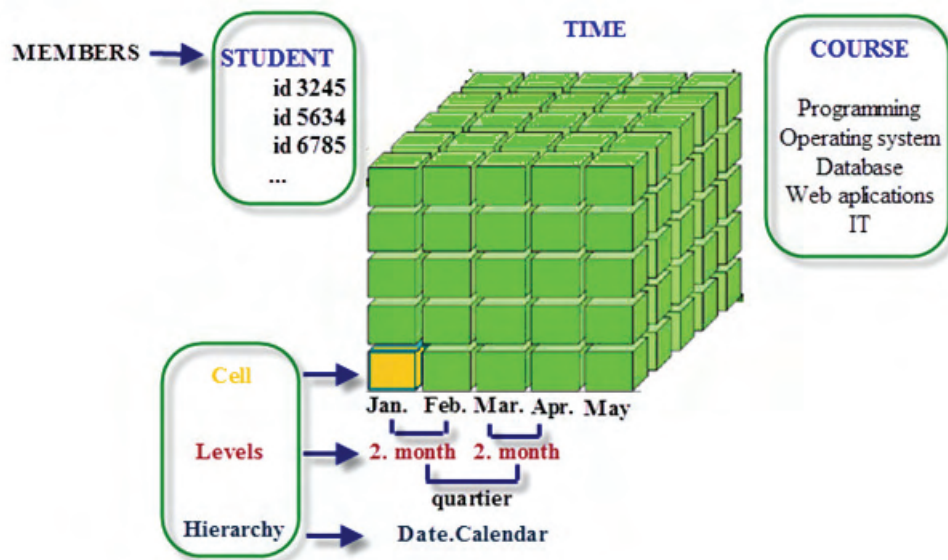 TIME
MEMBERS
STUDENT
id 3245
id 5634
id 6785
...
COURSE
Programming
Operating system
Database
Web aplications
IT
Cell
Jan. Feb. Mar. Apr. May
Levels
2. month 2. month
quartier
Hierarchy
Date.Calendar